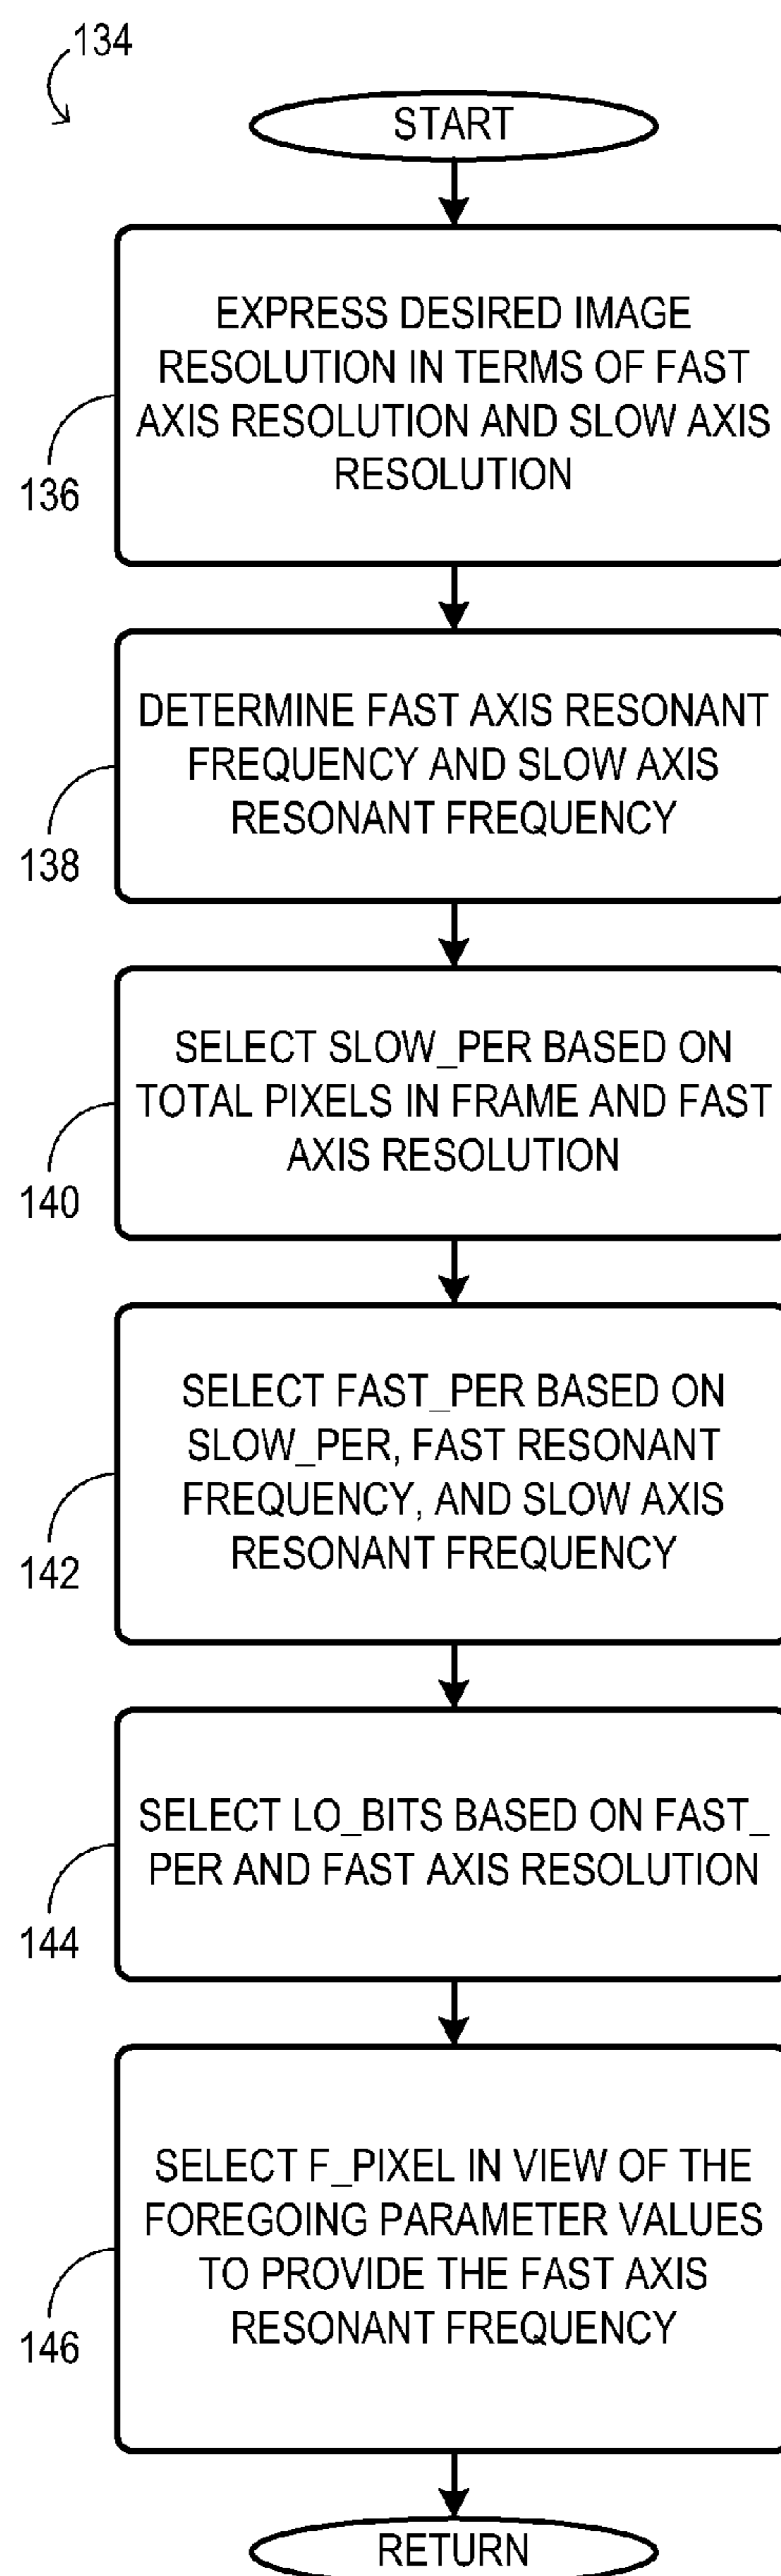 134
START
EXPRESS DESIRED IMAGE
RESOLUTION IN TERMS OF FAST
AXIS RESOLUTION AND SLOW AXIS
RESOLUTION
136
DETERMINE FAST AXIS RESONANT
FREQUENCY AND SLOW AXIS
RESONANT FREQUENCY
138
SELECT SLOW_PER BASED ON
TOTAL PIXELS IN FRAME AND FAST
AXIS RESOLUTION
140
SELECT FAST_PER BASED ON
SLOW_PER, FAST RESONANT
FREQUENCY, AND SLOW AXIS
RESONANT FREQUENCY
142
SELECT LO_BITS BASED ON FAST_
PER AND FAST AXIS RESOLUTION
144
SELECT F_PIXEL IN VIEW OF THE
FOREGOING PARAMETER VALUES
TO PROVIDE THE FAST AXIS
RESONANT FREQUENCY
146
RETURN